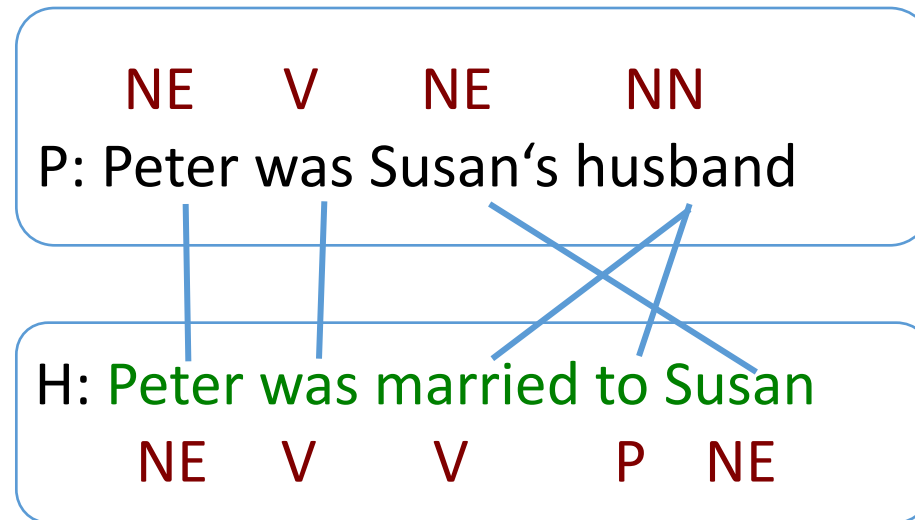 NE V NE NN
P: Peter was Susan‘s husband
H: Peter was married to Susan
NE V V P NE